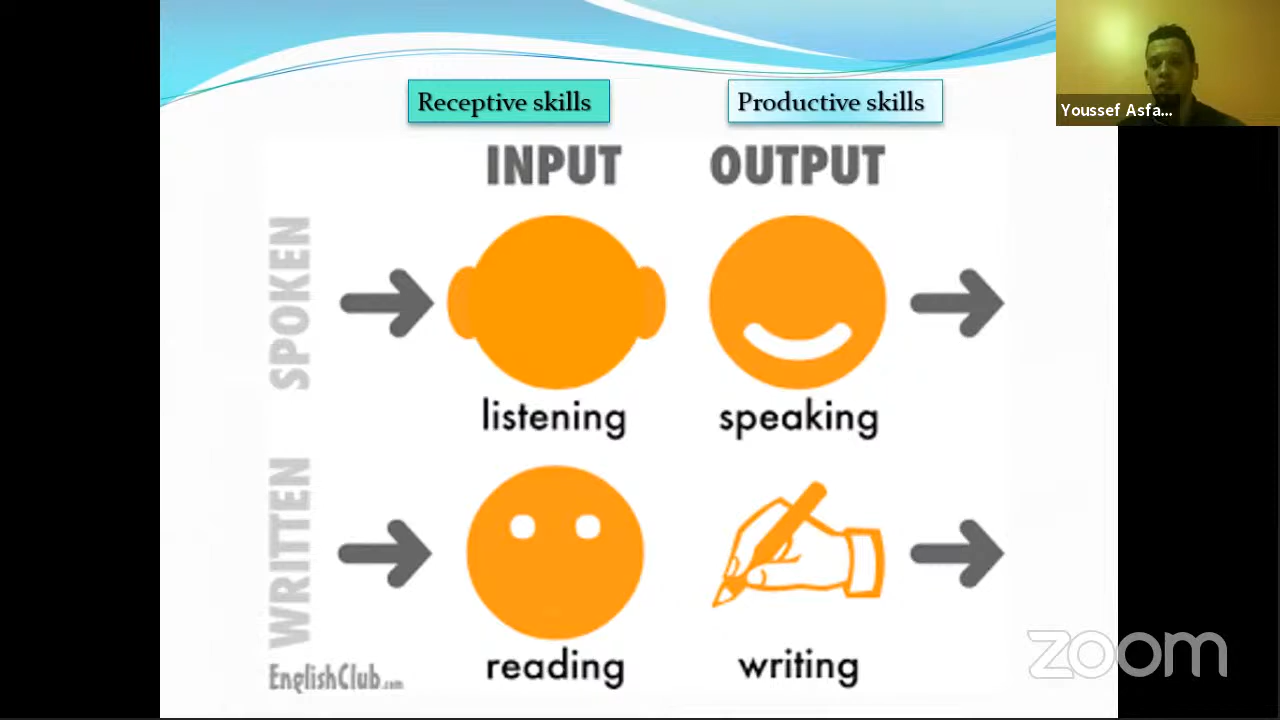 Receptive skills
Productive skills
Youssef Asfa...
INPUT
OUTPUT
SPOKEN
listening
speaking
WRITTEN
reading
writing
EnglishClub.com
zoom